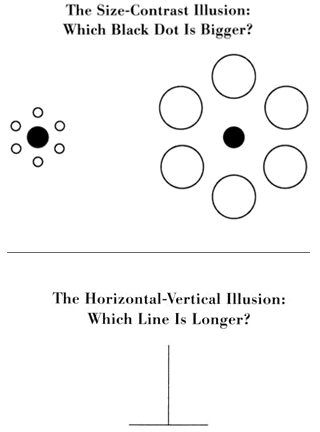 The Size-Contrast Illusion:
Which Black Dot Is Bigger?
The Horizontal-Vertical Illusion:
Which Line Is Longer?